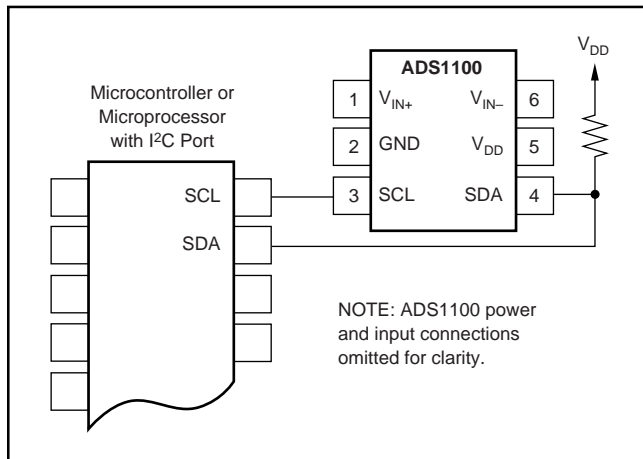 Microcontroller or
Microprocessor
with I²C Port
SCL
SDA
ADS1100
1 V_IN+ V_IN– 6
2 GND V_DD 5
3 SCL SDA 4
V_DD
NOTE: ADS1100 power
and input connections
omitted for clarity.